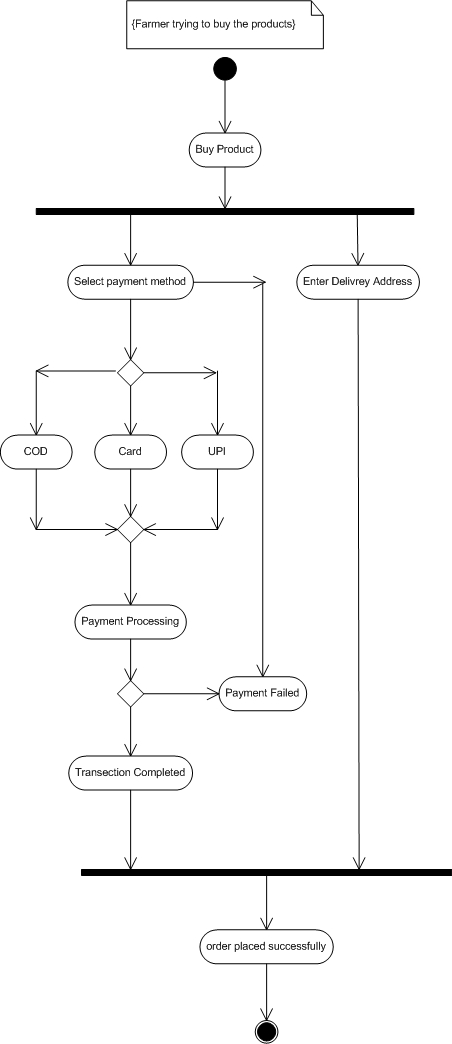 {Farmer trying to buy the products}
Buy Product
Select payment method
Enter Delivrey Address
COD
Card
UPI
Payment Processing
Payment Failed
Transection Completed
order placed successfully